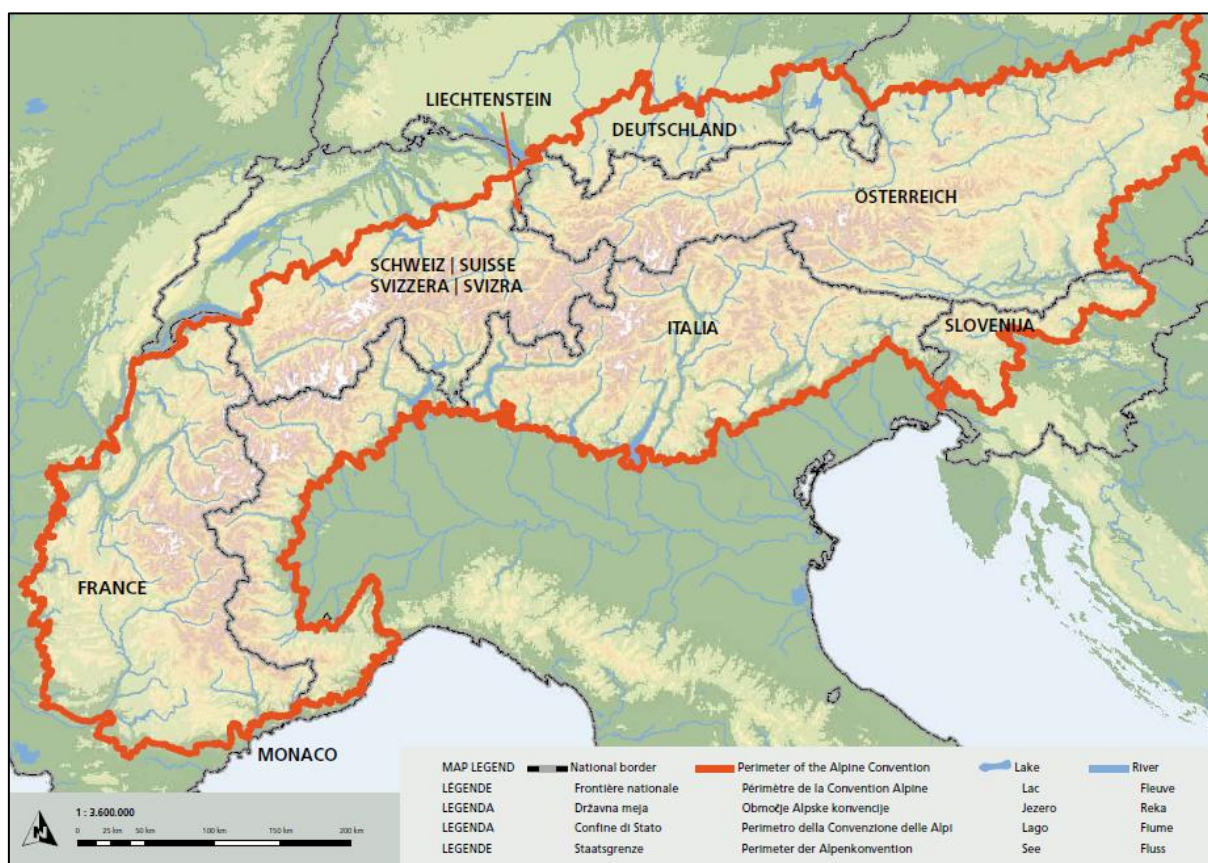 LIECHTENSTEIN
DEUTSCHLAND
ÖSTERREICH
SCHWEIZ | SUISSE
SVIZZERA | SVIZRA
ITALIA
SLOVENIJA
FRANCE
MONACO
MAP LEGEND National border Perimeter of the Alpine Convention Lake River
LÉGENDE Frontière nationale Périmètre de la Convention Alpine Lac Fleuve
LEGENDA Državna meja Območje Alpske konvencije Jezero Reka
LEGENDA Confine di Stato Perimetro della Convenzione delle Alpi Lago Fiume
LEGENDE Staatsgrenze Perimeter der Alpenkonvention See Fluss
N
1 : 3.600.000
0 25 km 50 km 100 km 150 km 200 km